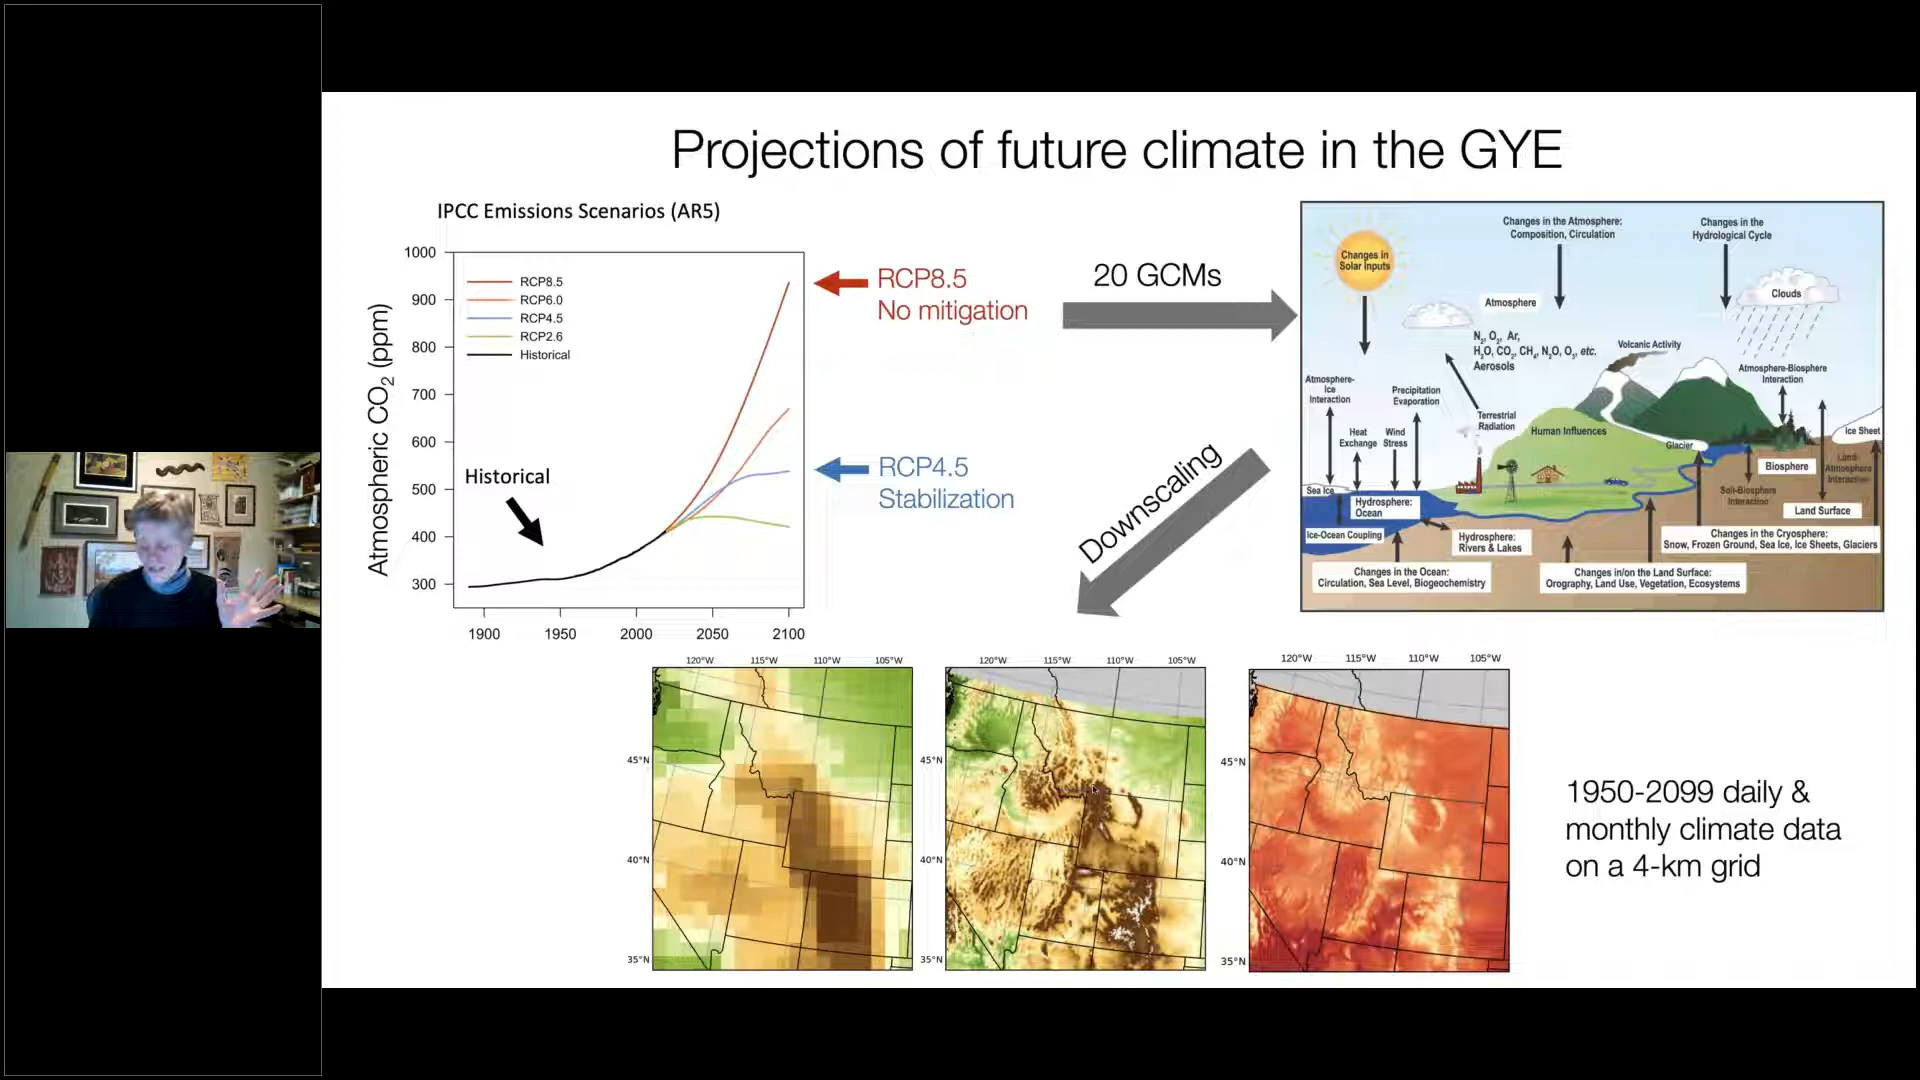 Projections of future climate in the GYE
IPCC Emissions Scenarios (AR5)
Atmospheric CO2 (ppm)
1000
900
800
700
600
500
400
300
1900
1950
2000
2050
2100
RCP8.5
RCP6.0
RCP4.5
RCP2.6
Historical
Historical
RCP8.5
No mitigation
RCP4.5
Stabilization
20 GCMs
Downscaling
Changes in the Atmosphere:
Composition, Circulation
Changes in the
Hydrological Cycle
Changes in
Solar Inputs
Clouds
Atmosphere
N2, O2, Ar,
H2O, CO2, CH4, N2O, O3, etc.
Aerosols
Volcanic Activity
Atmosphere-
Ice
Interaction
Precipitation
Evaporation
Atmosphere-Biosphere
Interaction
Terrestrial
Radiation
Heat
Exchange
Wind
Stress
Human Influences
Glacier
Ice Sheet
Biosphere
Land-
Atmosphere
Interaction
Soil-Biosphere
Interaction
Sea Ice
Hydrosphere:
Ocean
Land Surface
Ice-Ocean Coupling
Hydrosphere:
Rivers & Lakes
Changes in the Cryosphere:
Snow, Frozen Ground, Sea Ice, Ice Sheets, Glaciers
Changes in the Ocean:
Circulation, Sea Level, Biogeochemistry
Changes in/on the Land Surface:
Orography, Land Use, Vegetation, Ecosystems
120°W 115°W 110°W 105°W
45°N
40°N
35°N
120°W 115°W 110°W 105°W
45°N
40°N
35°N
120°W 115°W 110°W 105°W
45°N
40°N
35°N
1950-2099 daily &
monthly climate data
on a 4-km grid